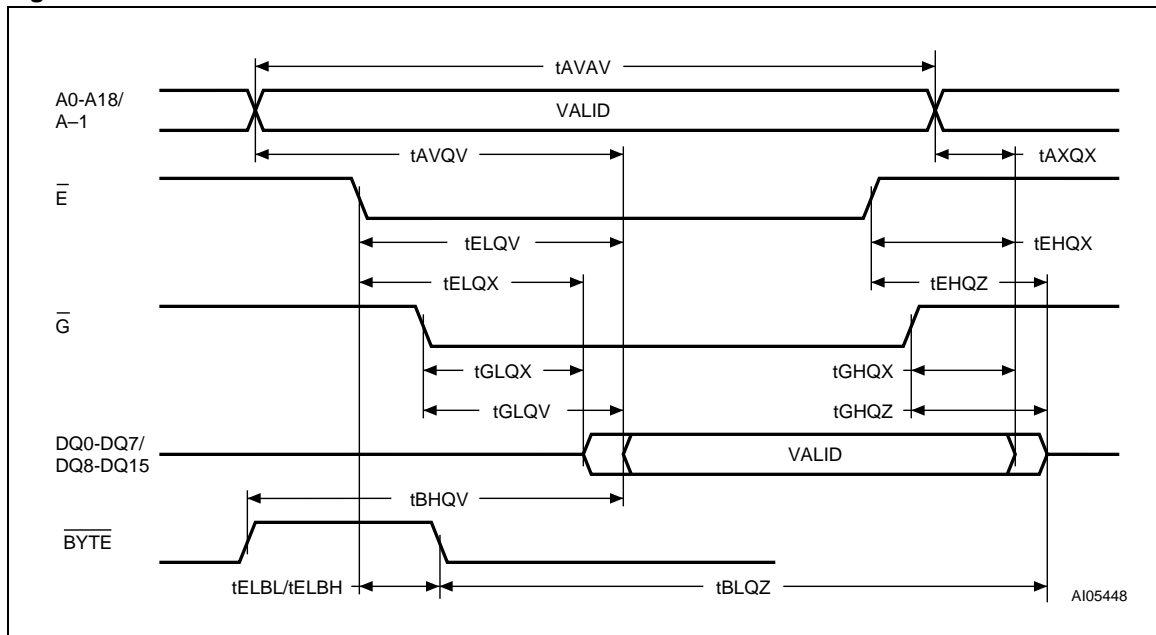 tAVAV
A0-A18/
A–1
VALID
tAVQV
tAXQX
E
tELQV
tEHQX
tELQX
tEHQZ
G
tGLQX
tGHQX
tGLQV
tGHQZ
DQ0-DQ7/
DQ8-DQ15
VALID
tBHQV
BYTE
tELBL/tELBH
tBLQZ
AI05448